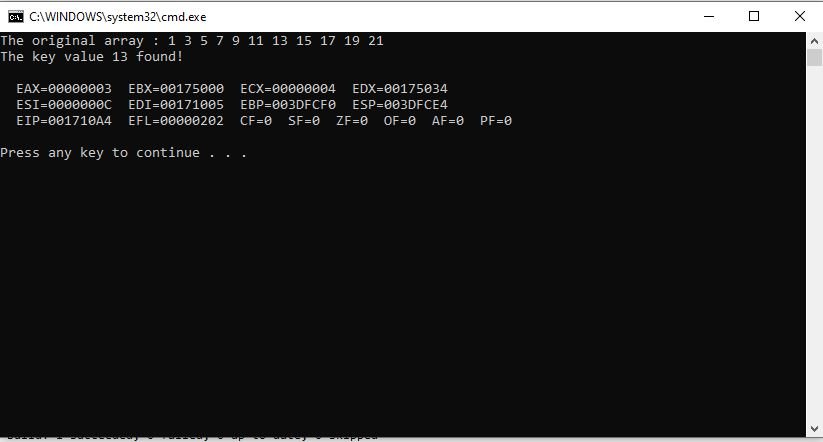 C:\WINDOWS\system32\cmd.exe
The original array : 1 3 5 7 9 11 13 15 17 19 21
The key value 13 found!
EAX=00000003 EBX=00175000 ECX=00000004 EDX=00175034
ESI=0000000C EDI=00171005 EBP=003DFCF0 ESP=003DFCE4
EIP=001710A4 EFL=00000202 CF=0 SF=0 ZF=0 OF=0 AF=0 PF=0
Press any key to continue . . .